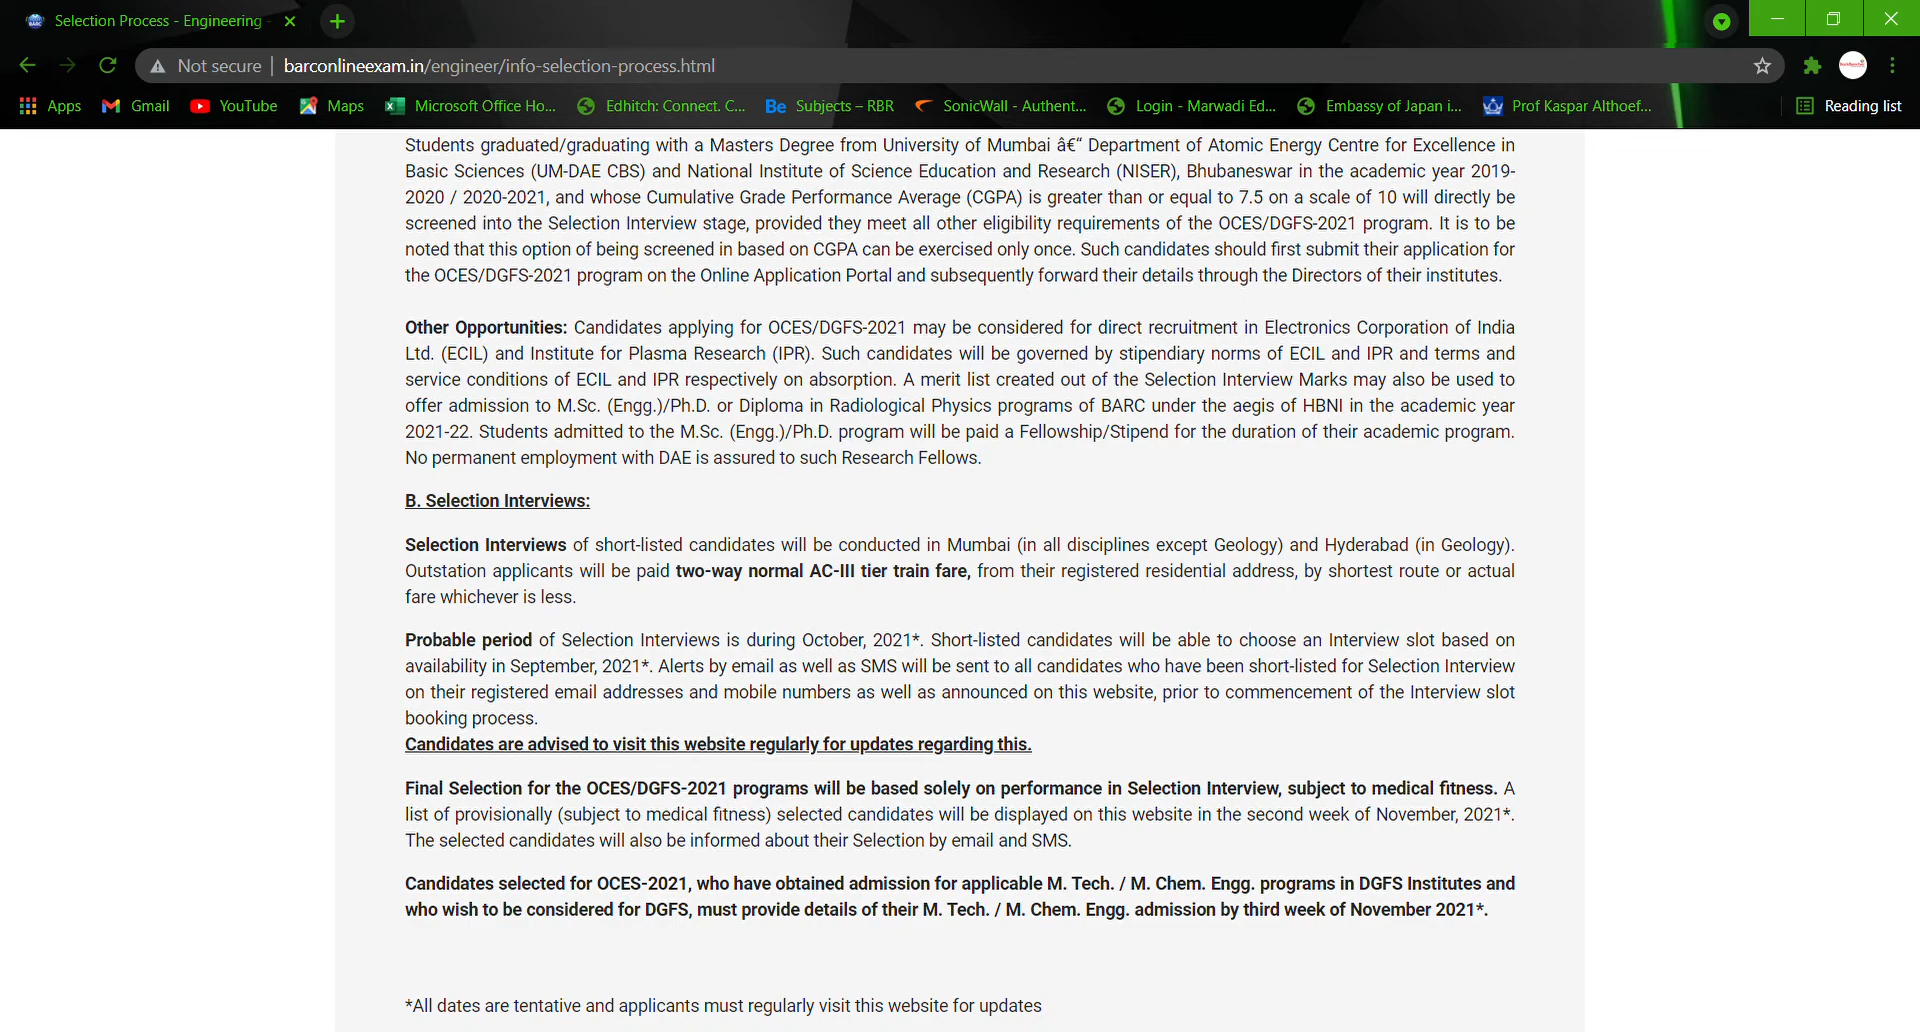 Selection Process - Engineering
Not secure | barconlineexam.in/engineer/info-selection-process.html
Apps Gmail YouTube Maps Microsoft Office Ho... Edhitch: Connect. C... Be Subjects – RBR SonicWall - Authent... Login - Marwadi Ed... Embassy of Japan i... Prof Kaspar Althoef... Reading list
Students graduated/graduating with a Masters Degree from University of Mumbai â€“ Department of Atomic Energy Centre for Excellence in
Basic Sciences (UM-DAE CBS) and National Institute of Science Education and Research (NISER), Bhubaneswar in the academic year 2019-
2020 / 2020-2021, and whose Cumulative Grade Performance Average (CGPA) is greater than or equal to 7.5 on a scale of 10 will directly be
screened into the Selection Interview stage, provided they meet all other eligibility requirements of the OCES/DGFS-2021 program. It is to be
noted that this option of being screened in based on CGPA can be exercised only once. Such candidates should first submit their application for
the OCES/DGFS-2021 program on the Online Application Portal and subsequently forward their details through the Directors of their institutes.
Other Opportunities: Candidates applying for OCES/DGFS-2021 may be considered for direct recruitment in Electronics Corporation of India
Ltd. (ECIL) and Institute for Plasma Research (IPR). Such candidates will be governed by stipendiary norms of ECIL and IPR and terms and
service conditions of ECIL and IPR respectively on absorption. A merit list created out of the Selection Interview Marks may also be used to
offer admission to M.Sc. (Engg.)/Ph.D. or Diploma in Radiological Physics programs of BARC under the aegis of HBNI in the academic year
2021-22. Students admitted to the M.Sc. (Engg.)/Ph.D. program will be paid a Fellowship/Stipend for the duration of their academic program.
No permanent employment with DAE is assured to such Research Fellows.
B. Selection Interviews:
Selection Interviews of short-listed candidates will be conducted in Mumbai (in all disciplines except Geology) and Hyderabad (in Geology).
Outstation applicants will be paid two-way normal AC-III tier train fare, from their registered residential address, by shortest route or actual
fare whichever is less.
Probable period of Selection Interviews is during October, 2021*. Short-listed candidates will be able to choose an Interview slot based on
availability in September, 2021*. Alerts by email as well as SMS will be sent to all candidates who have been short-listed for Selection Interview
on their registered email addresses and mobile numbers as well as announced on this website, prior to commencement of the Interview slot
booking process.
Candidates are advised to visit this website regularly for updates regarding this.
Final Selection for the OCES/DGFS-2021 programs will be based solely on performance in Selection Interview, subject to medical fitness. A
list of provisionally (subject to medical fitness) selected candidates will be displayed on this website in the second week of November, 2021*.
The selected candidates will also be informed about their Selection by email and SMS.
Candidates selected for OCES-2021, who have obtained admission for applicable M. Tech. / M. Chem. Engg. programs in DGFS Institutes and
who wish to be considered for DGFS, must provide details of their M. Tech. / M. Chem. Engg. admission by third week of November 2021*.
*All dates are tentative and applicants must regularly visit this website for updates